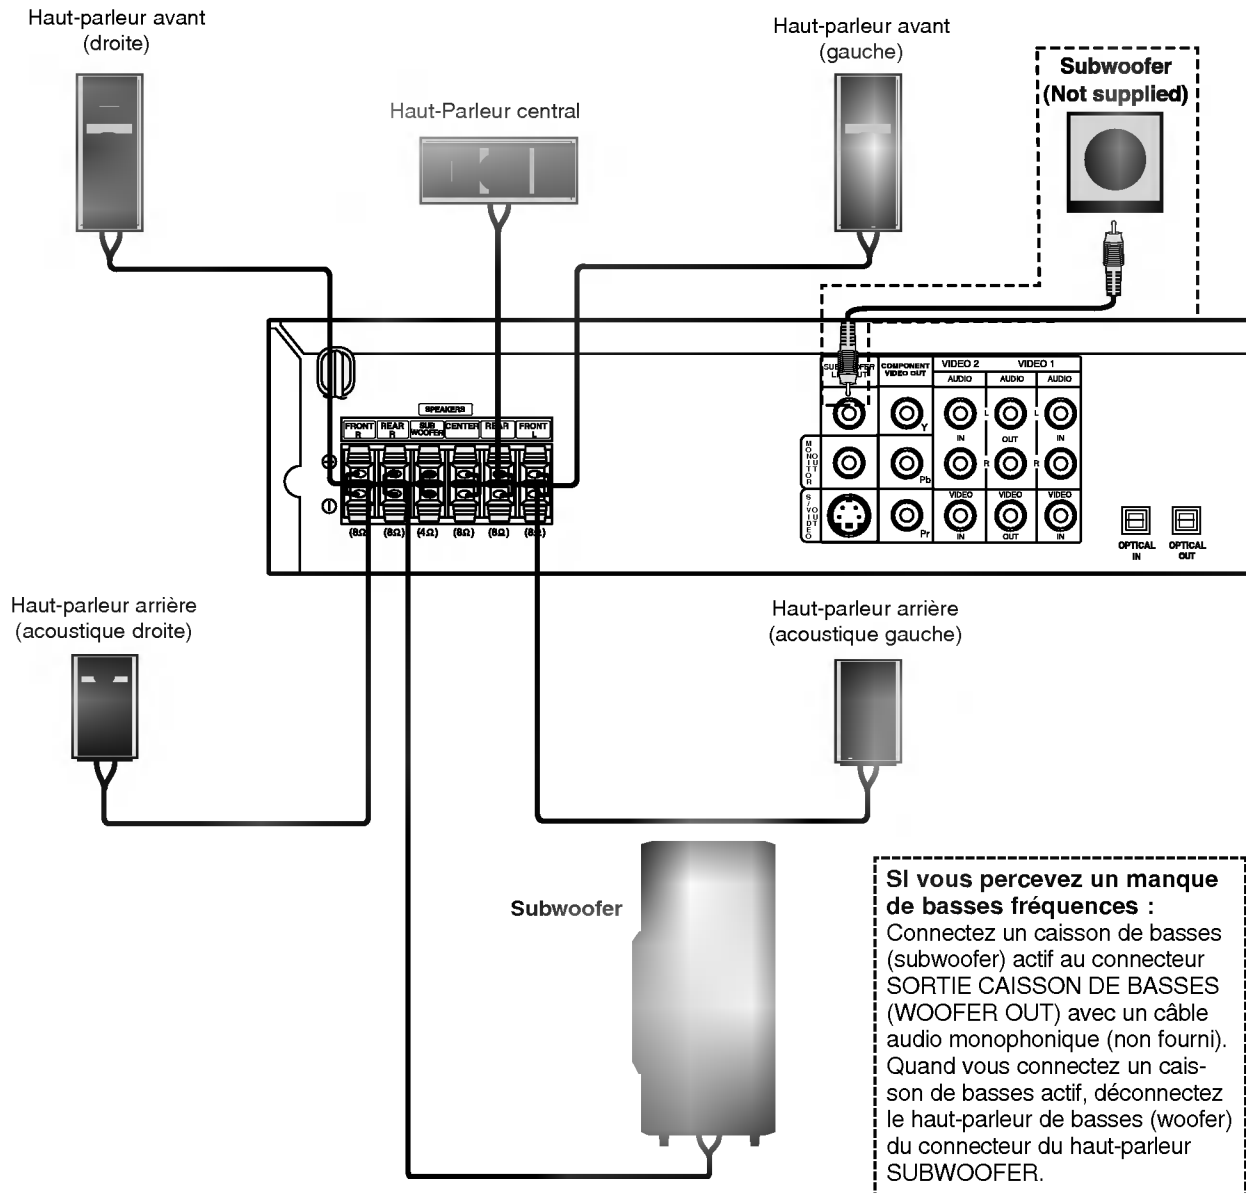 Haut-parleur avant
(droite)
Haut-parleur avant
(gauche)
Haut-Parleur central
Subwoofer
(Not supplied)
SPEAKERS
FRONT
R
REAR
R
SUB
WOOFER
CENTER
FRONT
L
(8Ω)
(4Ω)
(8Ω)
(8Ω)
COMPONENT
VIDEO OUT
VIDEO 2
VIDEO 1
AUDIO
AUDIO
AUDIO
Y
L
L
IN
OUT
IN
MONITOR
OUT
Pb
R
R
S/VIDEO
OUT
Pr
VIDEO
IN
VIDEO
OUT
VIDEO
IN
OPTICAL
IN
OPTICAL
OUT
Haut-parleur arrière
(acoustique droite)
Haut-parleur arrière
(acoustique gauche)
Subwoofer
SI vous percevez un manque
de basses fréquences :
Connectez un caisson de basses
(subwoofer) actif au connecteur
SORTIE CAISSON DE BASSES
(WOOFER OUT) avec un câble
audio monophonique (non fourni).
Quand vous connectez un cais-
son de basses actif, déconnectez
le haut-parleur de basses (woofer)
du connecteur du haut-parleur
SUBWOOFER.